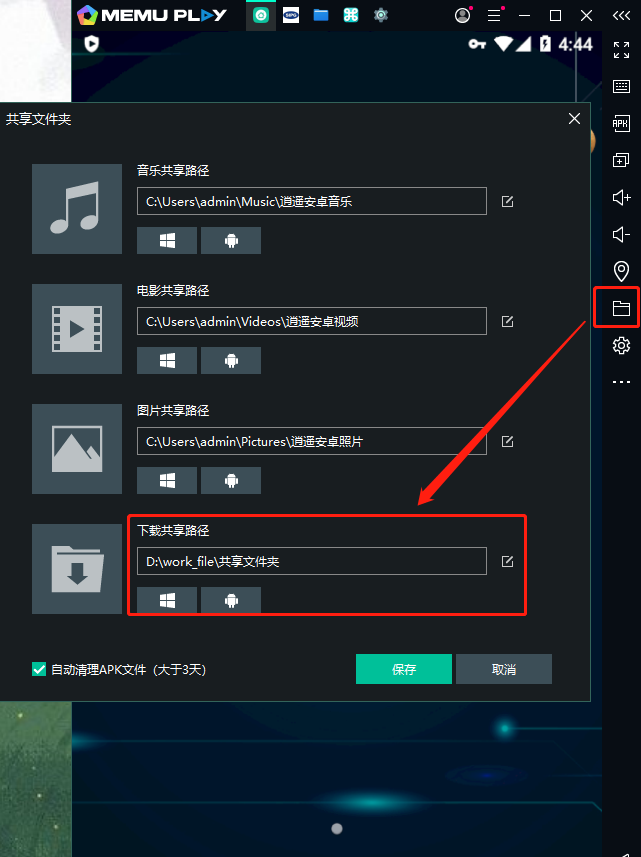 MEMU PLAY
4:44
共享文件夹
APK
音乐共享路径
C:\Users\admin\Music\逍遥安卓音乐
电影共享路径
C:\Users\admin\Videos\逍遥安卓视频
图片共享路径
C:\Users\admin\Pictures\逍遥安卓照片
下载共享路径
D:\work_file\共享文件夹
自动清理APK文件（大于3天）
保存
取消